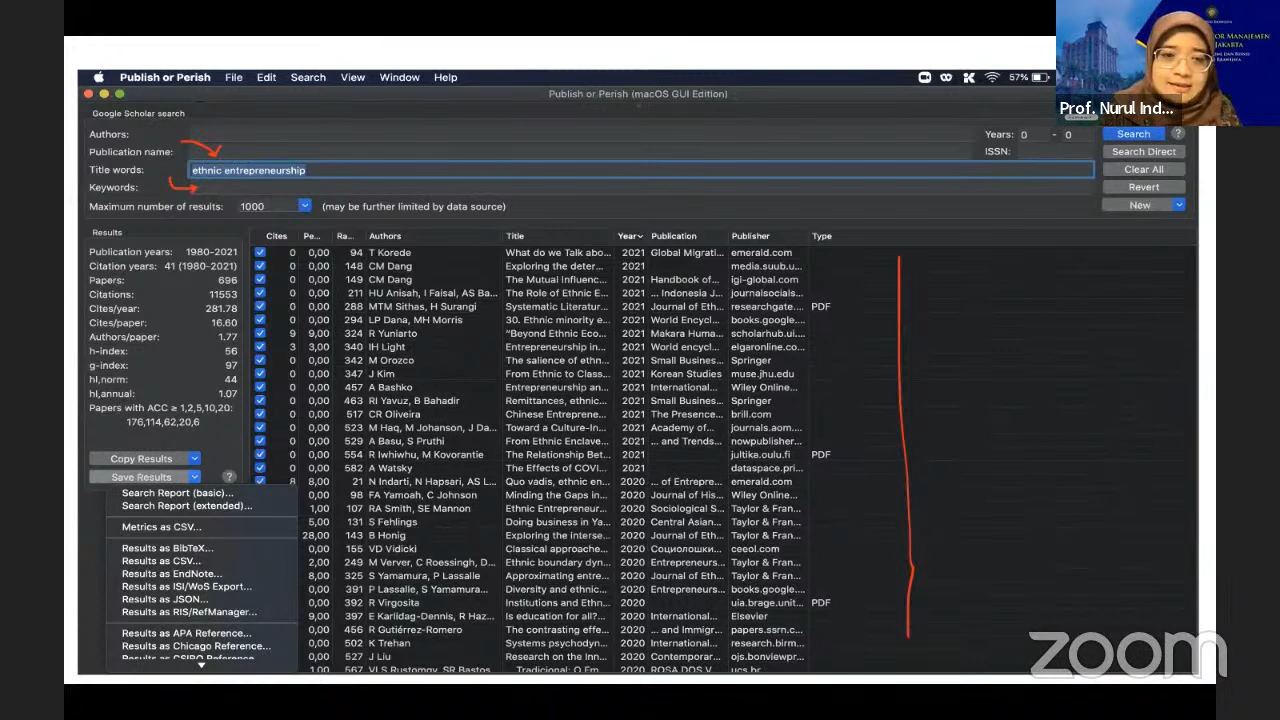 Publish or Perish File Edit Search View Window Help 57%
Publish or Perish (macOS GUI Edition)
Prof. Nurul Ind
Google Scholar search
Authors: Years: 0 - 0 Search ?
Publication name: ISSN: Search Direct
Title words: ethnic entrepreneurship Clear All
Keywords: Revert
Maximum number of results: 1000 (may be further limited by data source) New
Results
Publication years: 1980-2021
Citation years: 41 (1980-2021)
Papers: 696
Citations: 11553
Cites/year: 281.78
Cites/paper: 16.60
Authors/paper: 1.77
h-index: 56
g-index: 97
hI,norm: 44
hI,annual: 1.07
Papers with ACC ≥ 1,2,5,10,20:
176,114,62,20,6
Copy Results
Save Results ?
Search Report (basic)...
Search Report (extended)...
Metrics as CSV...
Results as BibTeX...
Results as CSV...
Results as EndNote...
Results as ISI/WoS Export...
Results as JSON...
Results as RIS/RefManager...
Results as APA Reference...
Results as Chicago Reference...
Results as CSIRO Reference
Cites Pe... Ra... Authors Title Year Publication Publisher Type
0 0,00 94 T Korede What do we Talk abo... 2021 Global Migrati... emerald.com
0 0,00 148 CM Dang Exploring the deter... 2021 media.suub.u...
0 0,00 149 CM Dang The Mutual Influenc... 2021 Handbook of... igi-global.com
0 0,00 211 HU Anisah, I Faisal, AS Ba... The Role of Ethnic E... 2021 ... Indonesia J... journalsocials...
0 0,00 288 MTM Sithas, H Surangi Systematic Literatur... 2021 Journal of Eth... researchgate.... PDF
0 0,00 294 LP Dana, MH Morris 30. Ethnic minority e... 2021 World Encycl... books.google....
9 9,00 324 R Yuniarto "Beyond Ethnic Eco... 2021 Makara Huma... scholarhub.ui....
3 3,00 340 IH Light Entrepreneurship in... 2021 World encycl... elgaronline.co...
0 0,00 342 M Orozco The salience of ethn... 2021 Small Busines... Springer
0 0,00 347 J Kim From Ethnic to Class... 2021 Korean Studies muse.jhu.edu
0 0,00 457 A Bashko Entrepreneurship an... 2021 International... Wiley Online...
0 0,00 463 RI Yavuz, B Bahadir Remittances, ethnic... 2021 Small Busines... Springer
0 0,00 517 CR Oliveira Chinese Entreprene... 2021 The Presence... brill.com
0 0,00 523 M Haq, M Johanson, J Da... Toward a Culture-In... 2021 Academy of... journals.aom....
0 0,00 529 A Basu, S Pruthi From Ethnic Enclave... 2021 ... and Trends... nowpublisher...
0 0,00 554 R Iwhiwhu, M Kovorantie The Relationship Bet... 2021 jultika.oulu.fi PDF
0 0,00 582 A Watsky The Effects of COVI... 2021 dataspace.pri...
8 8,00 21 N Indarti, N Hapsari, AS L... Quo vadis, ethnic en... 2020 ... of Entrepre... emerald.com
0,00 98 FA Yamoah, C Johnson Minding the Gaps in... 2020 Journal of His... Wiley Online...
1,00 107 RA Smith, SE Mannon Ethnic Entrepreneur... 2020 Sociological S... Taylor & Fran...
5,00 131 S Fehlings Doing business in Ya... 2020 Central Asian... Taylor & Fran...
28,00 143 B Honig Exploring the interse... 2020 Journal of Eth... Taylor & Fran...
0,00 155 VD Vidicki Classical approache... 2020 Социолошки... ceeol.com
2,00 249 M Verver, C Roessingh, D... Ethnic boundary dyn... 2020 Entrepreneurs... Taylor & Fran...
8,00 325 S Yamamura, P Lassalle Approximating entre... 2020 Journal of Eth... Taylor & Fran...
0,00 391 P Lassalle, S Yamamura... Diversity and ethnic... 2020 Entrepreneurs... books.google....
0,00 392 R Virgosita Institutions and Ethn... 2020 uia.brage.unit... PDF
9,00 397 E Karlidag-Dennis, R Haz... Is education for all?... 2020 International... Elsevier
0,00 456 R Gutiérrez-Romero The contrasting effe... 2020 ... and Immigr... papers.ssrn.c...
0,00 502 K Trehan Systems psychodyn... 2020 International... research.birm...
0,00 527 J Liu Research on the Inn... 2020 Contemporar... ojs.bonviewpr...
1,00 567 VLS Rustomov, SR Bastos Tradicional: O Em 2020 ROSA DOS V ucs.br
zoom